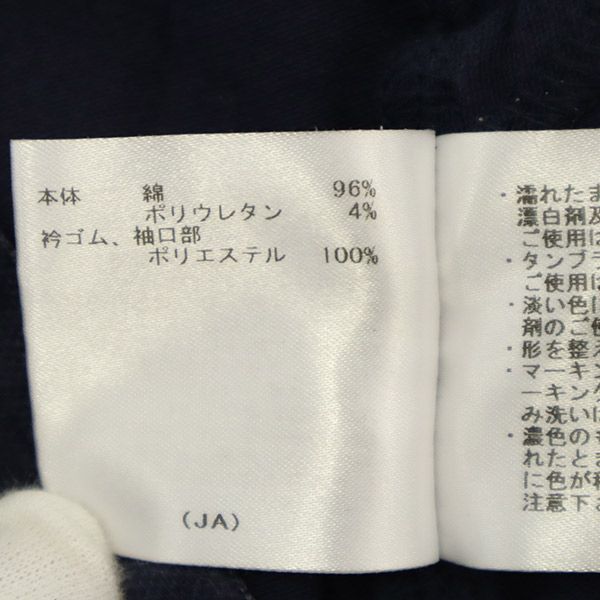 本体 綿 96%
ポリウレタン 4%
衿ゴム、袖口部
ポリエステル 100%
(JA)
・濡れたま
漂白剤及
ご使用は
・タンブラ
ご使用は
・淡い色に
剤のご使
・形を整え
・マーキン
ーキング
み洗いは
・濃色のも
れたとま
に色が移
注意下さ